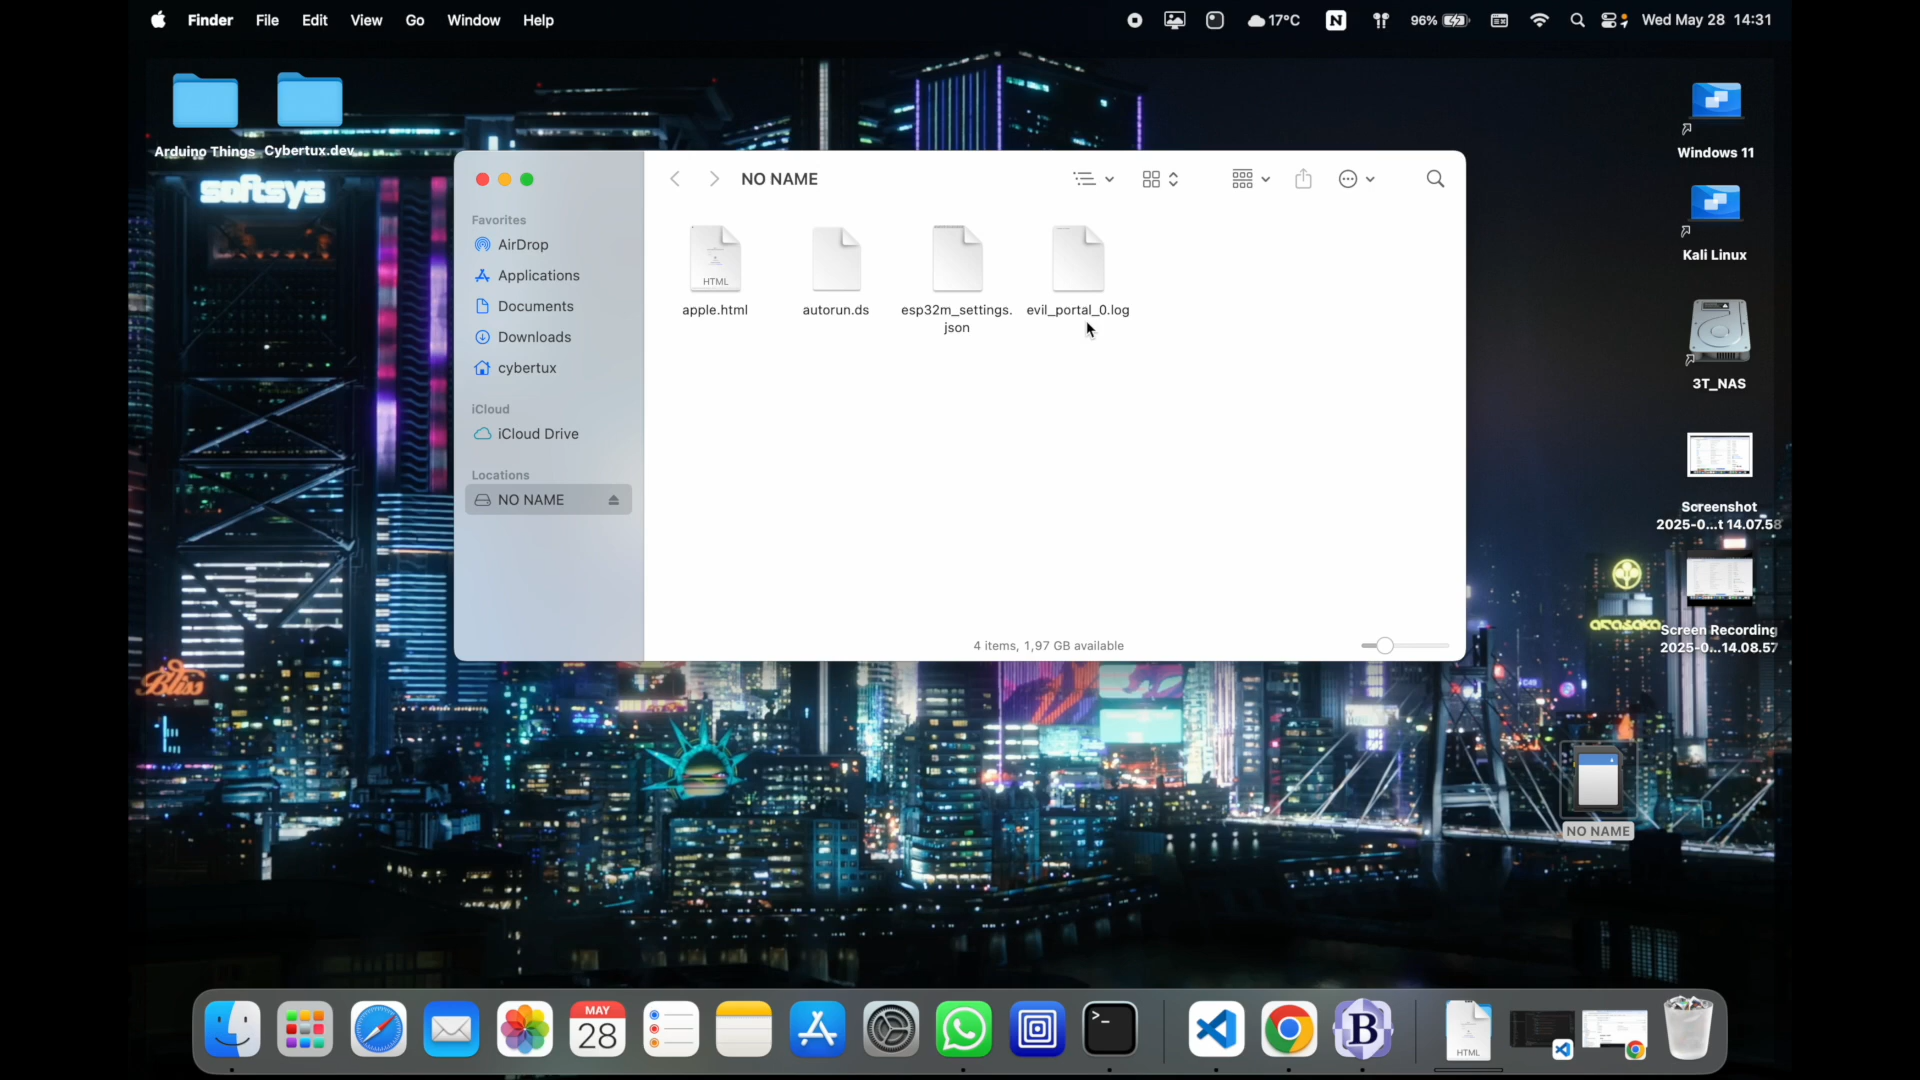 Finder File Edit View Go Window Help
17°C
N
96%
Wed May 28 14:31
Arduino Things
Cybertux.dev
softsys
NO NAME
Favorites
AirDrop
Applications
Documents
Downloads
cybertux
iCloud
iCloud Drive
Locations
NO NAME
HTML
apple.html
autorun.ds
esp32m_settings.
json
evil_portal_0.log
4 items, 1,97 GB available
Windows 11
Kali Linux
3T_NAS
Screenshot
2025-0...t 14.07.58
Screen Recording
2025-0...14.08.57
arasaka
Bliss
NO NAME
MAY
28
>_
B
HTML